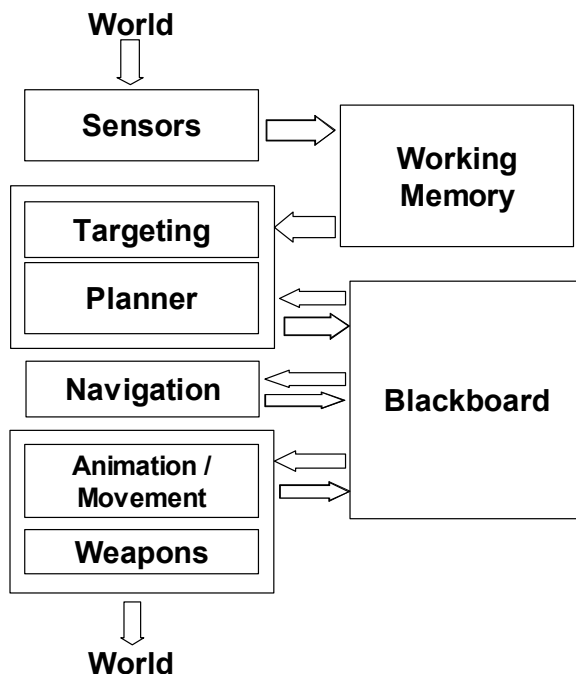 World
Sensors
Working
Memory
Targeting
Planner
Navigation
Blackboard
Animation /
Movement
Weapons
World